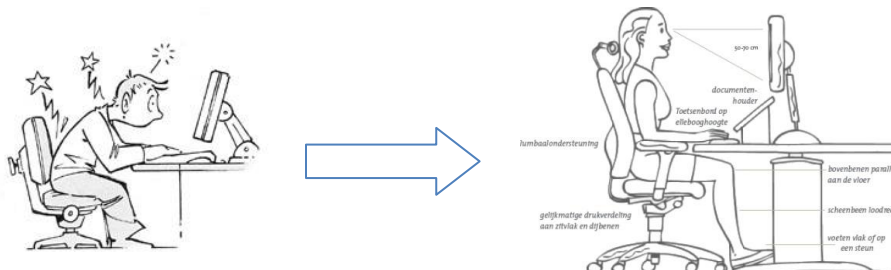 50-70 cm
documenten-
houder
Toetsenbord op
ellebooghoogte
lumbaalondersteuning
bovenbenen parall
aan de vloer
gelijkmatige drukverdeling
aan zitvlak en dijbenen
scheenbeen loodre
voeten vlak of op
een steun